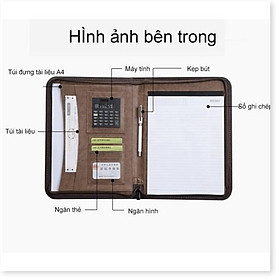 HÌnh ảnh bên trong
Máy tính
Kẹp bút
Túi đựng tài liệu A4
Sổ ghi chép
Túi tài liệu
Ngăn thẻ
Ngăn hình